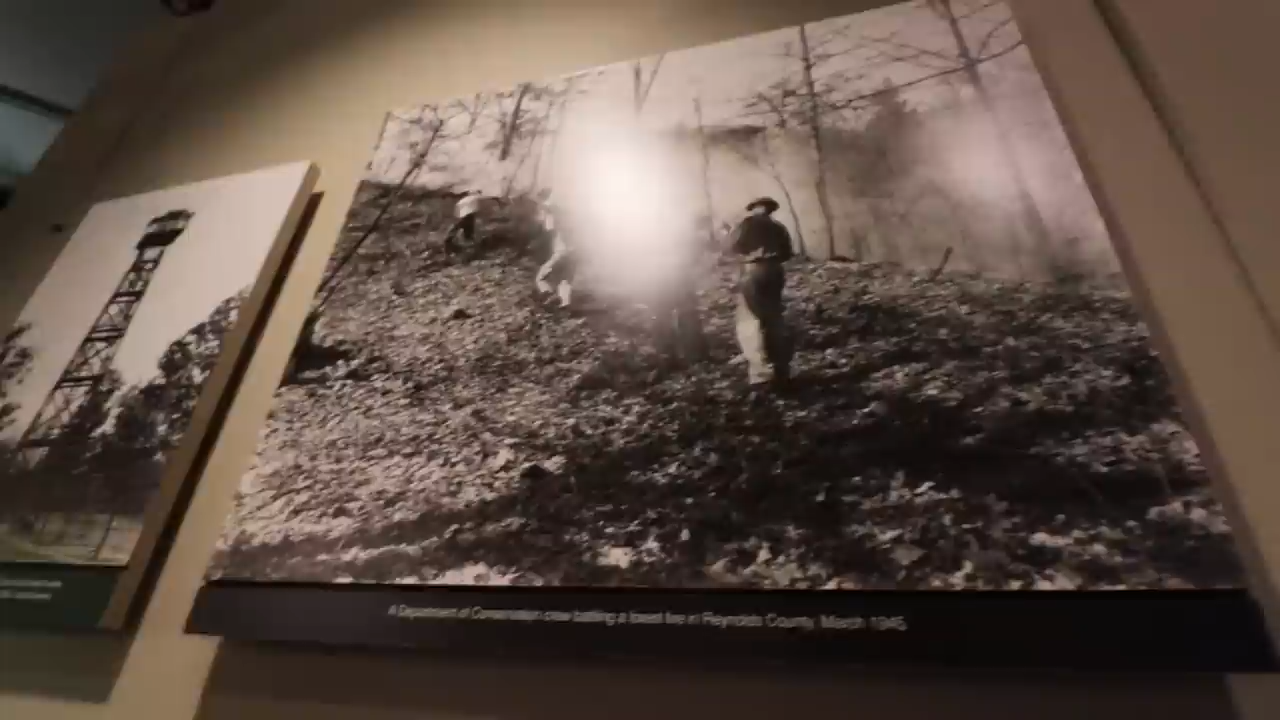 A Department of Conservation crew battling a forest fire in Reynolds County, March 1945